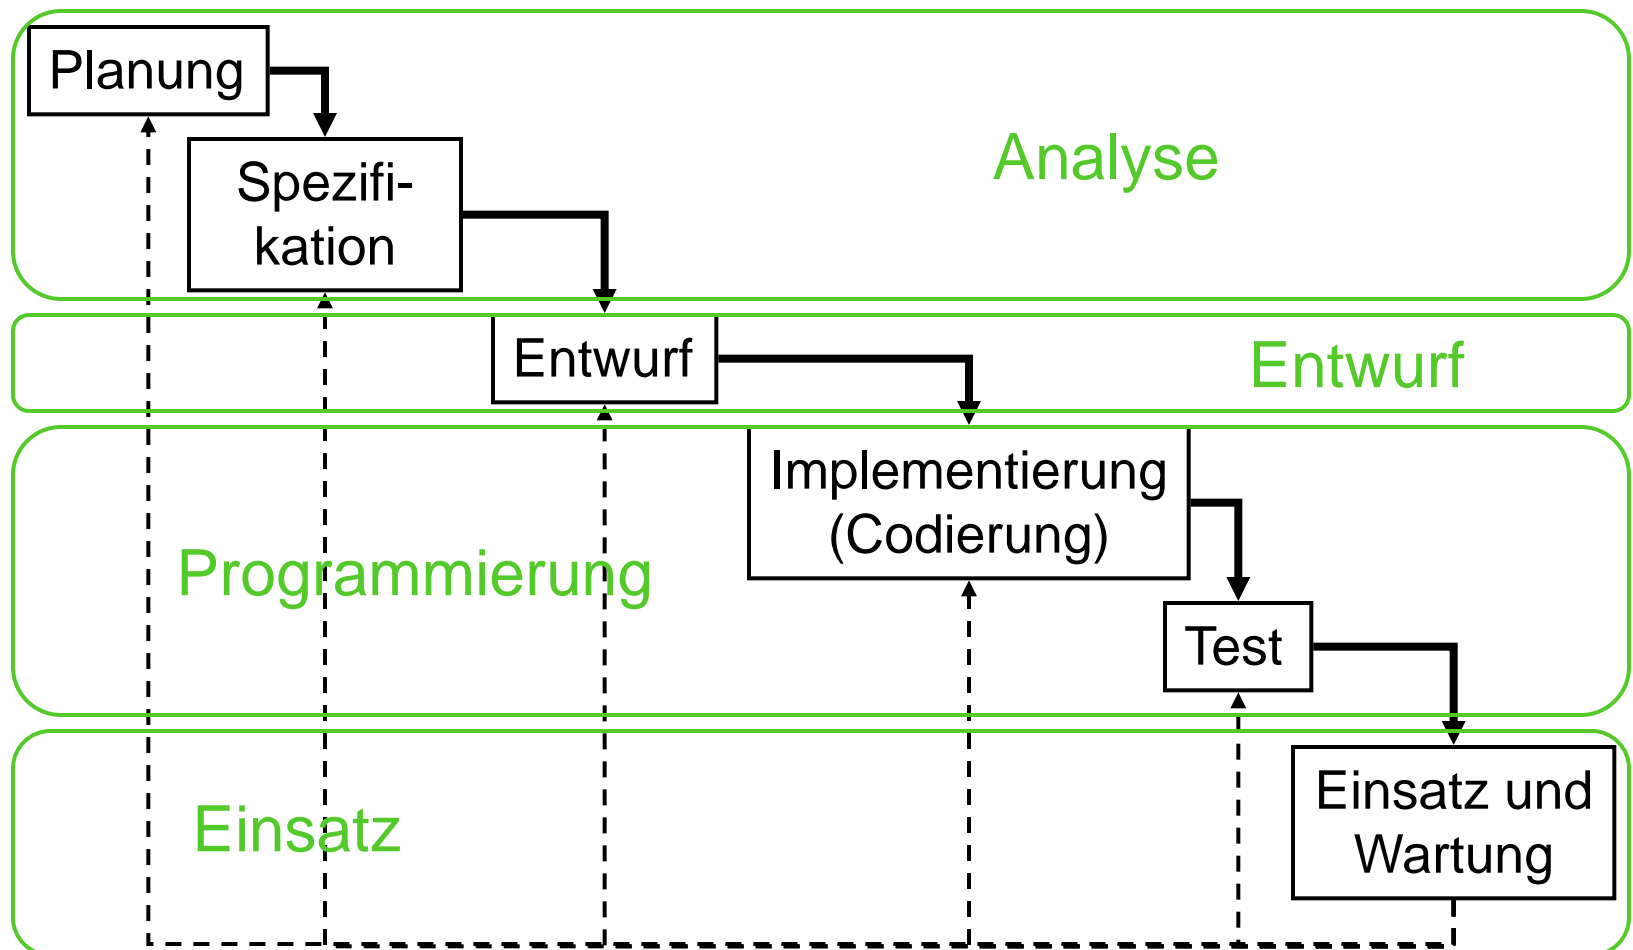 Planung
Analyse
Spezifi-
kation
Entwurf
Entwurf
Implementierung
(Codierung)
Programmierung
Test
Einsatz und
Wartung
Einsatz